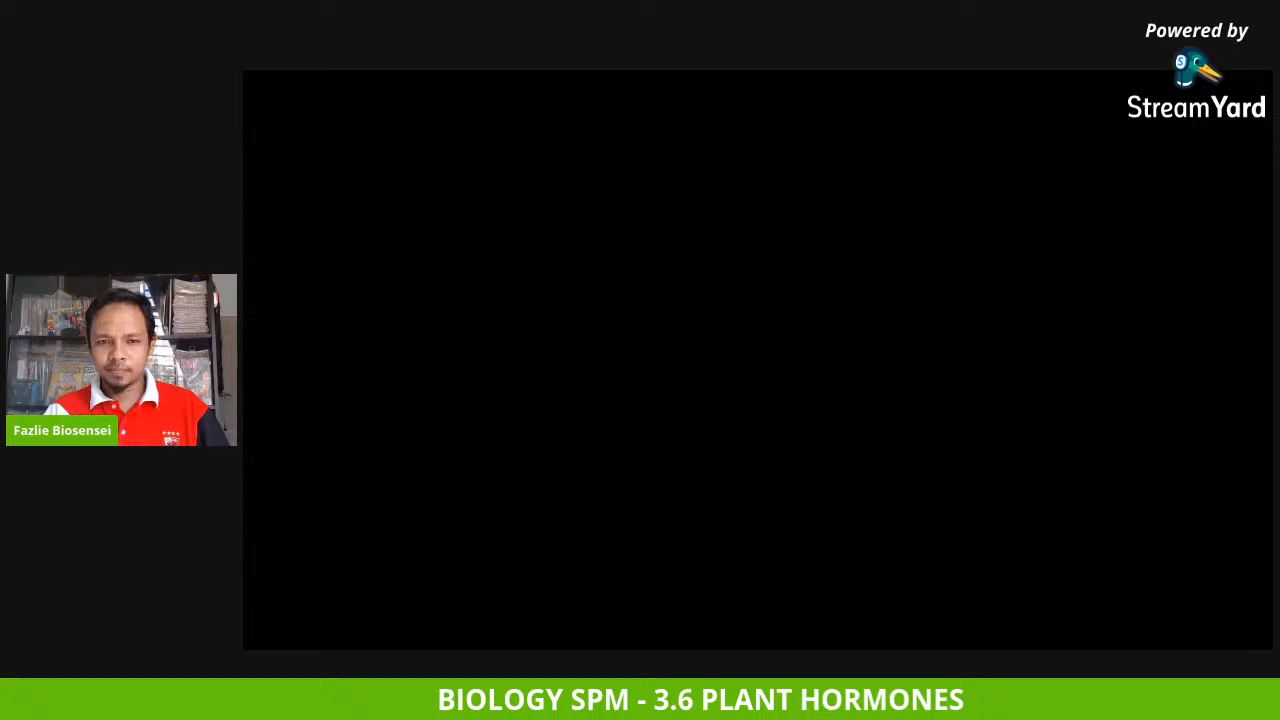 Powered by
StreamYard
Fazlie Biosensei
BIOLOGY SPM - 3.6 PLANT HORMONES